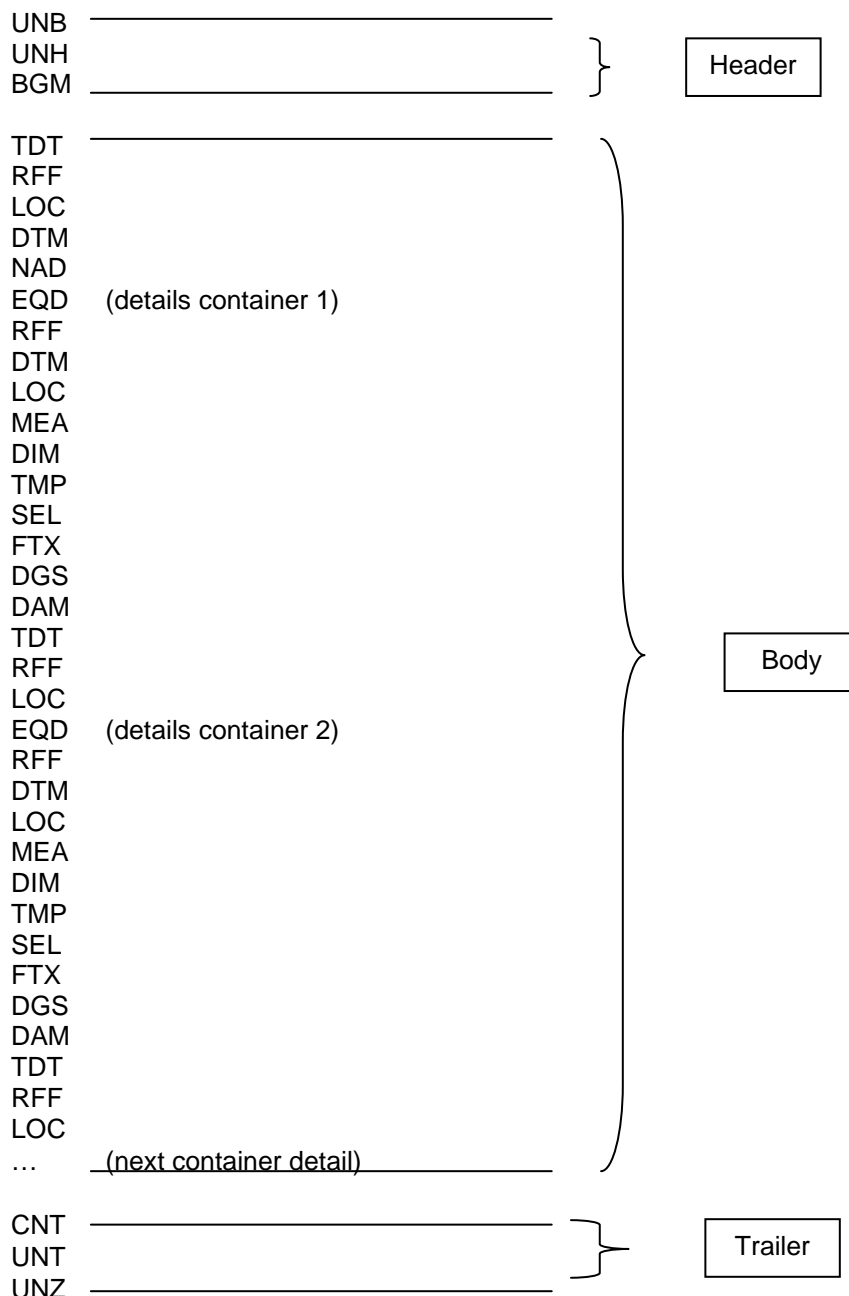 UNB
UNH
BGM
Header
TDT
RFF
LOC
DTM
NAD
EQD (details container 1)
RFF
DTM
LOC
MEA
DIM
TMP
SEL
FTX
DGS
DAM
TDT
RFF
LOC
EQD (details container 2)
RFF
DTM
LOC
MEA
DIM
TMP
SEL
FTX
DGS
DAM
TDT
RFF
LOC
… (next container detail)
Body
CNT
UNT
UNZ
Trailer